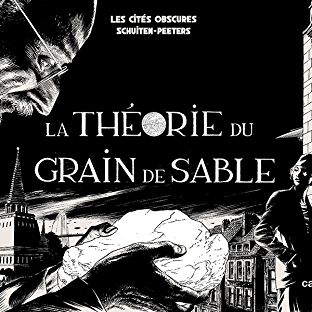 LES CITÉS OBSCURES
SCHUITEN-PEETERS
LA THÉORIE DU
GRAIN DE SABLE